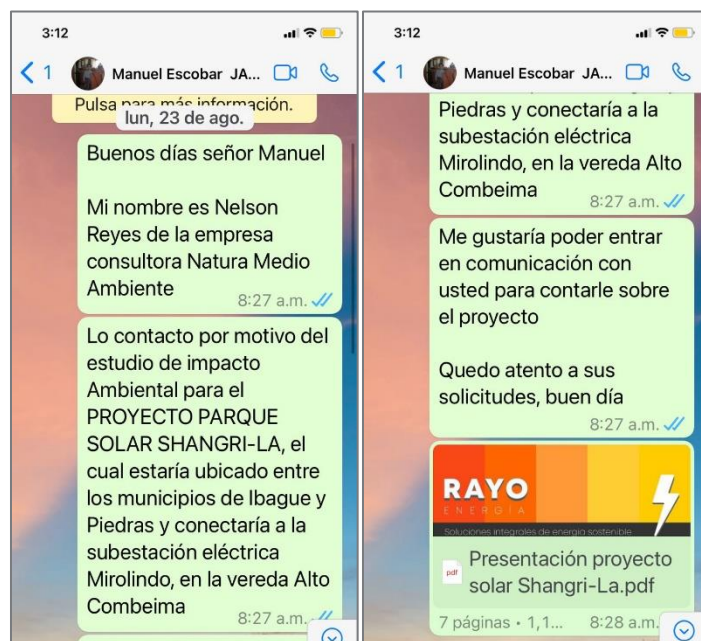 3:12
1
Manuel Escobar JA...
Pulsa para más información.
lun, 23 de ago.
Buenos días señor Manuel
Mi nombre es Nelson
Reyes de la empresa
consultora Natura Medio
Ambiente
8:27 a.m.
Lo contacto por motivo del
estudio de impacto
Ambiental para el
PROYECTO PARQUE
SOLAR SHANGRI-LA, el
cual estaría ubicado entre
los municipios de Ibague y
Piedras y conectaría a la
subestación eléctrica
Mirolindo, en la vereda Alto
Combeima
8:27 a.m.
3:12
1
Manuel Escobar JA...
Piedras y conectaría a la
subestación eléctrica
Mirolindo, en la vereda Alto
Combeima
8:27 a.m.
Me gustaría poder entrar
en comunicación con
usted para contarle sobre
el proyecto
Quedo atento a sus
solicitudes, buen día
8:27 a.m.
RAYO
ENERGÍA
Soluciones integrales de energía sostenible
pdf
Presentación proyecto
solar Shangri-La.pdf
7 páginas • 1,1...
8:28 a.m.